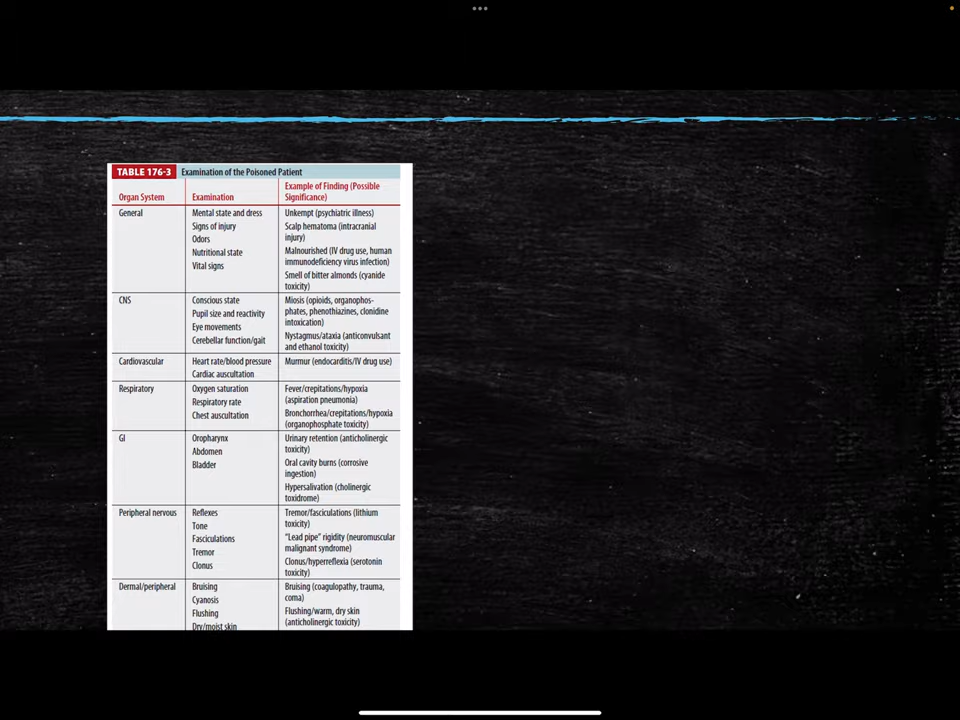 TABLE 176-3 Examination of the Poisoned Patient
Organ System Examination Example of Finding (Possible
Significance)
General Mental state and dress Unkempt (psychiatric illness)
Signs of injury Scalp hematoma (intracranial
injury)
Odors
Nutritional state Malnourished (IV drug use, human
immunodeficiency virus infection)
Vital signs
Smell of bitter almonds (cyanide
toxicity)
CNS Conscious state Miosis (opioids, organophos-
phates, phenothiazines, clonidine
intoxication)
Pupil size and reactivity
Eye movements
Nystagmus/ataxia (anticonvulsant
and ethanol toxicity)
Cerebellar function/gait
Cardiovascular Heart rate/blood pressure Murmur (endocarditis/IV drug use)
Cardiac auscultation
Respiratory Oxygen saturation Fever/crepitations/hypoxia
(aspiration pneumonia)
Respiratory rate
Chest auscultation Bronchorrhea/crepitations/hypoxia
(organophosphate toxicity)
GI Oropharynx Urinary retention (anticholinergic
toxicity)
Abdomen
Bladder Oral cavity burns (corrosive
ingestion)
Hypersalivation (cholinergic
toxidrome)
Peripheral nervous Reflexes Tremor/fasciculations (lithium
toxicity)
Tone
Fasciculations "Lead pipe" rigidity (neuromuscular
malignant syndrome)
Tremor
Clonus Clonus/hyperreflexia (serotonin
toxicity)
Dermal/peripheral Bruising Bruising (coagulopathy, trauma,
coma)
Cyanosis
Flushing Flushing/warm, dry skin
(anticholinergic toxicity)
Dry/moist skin